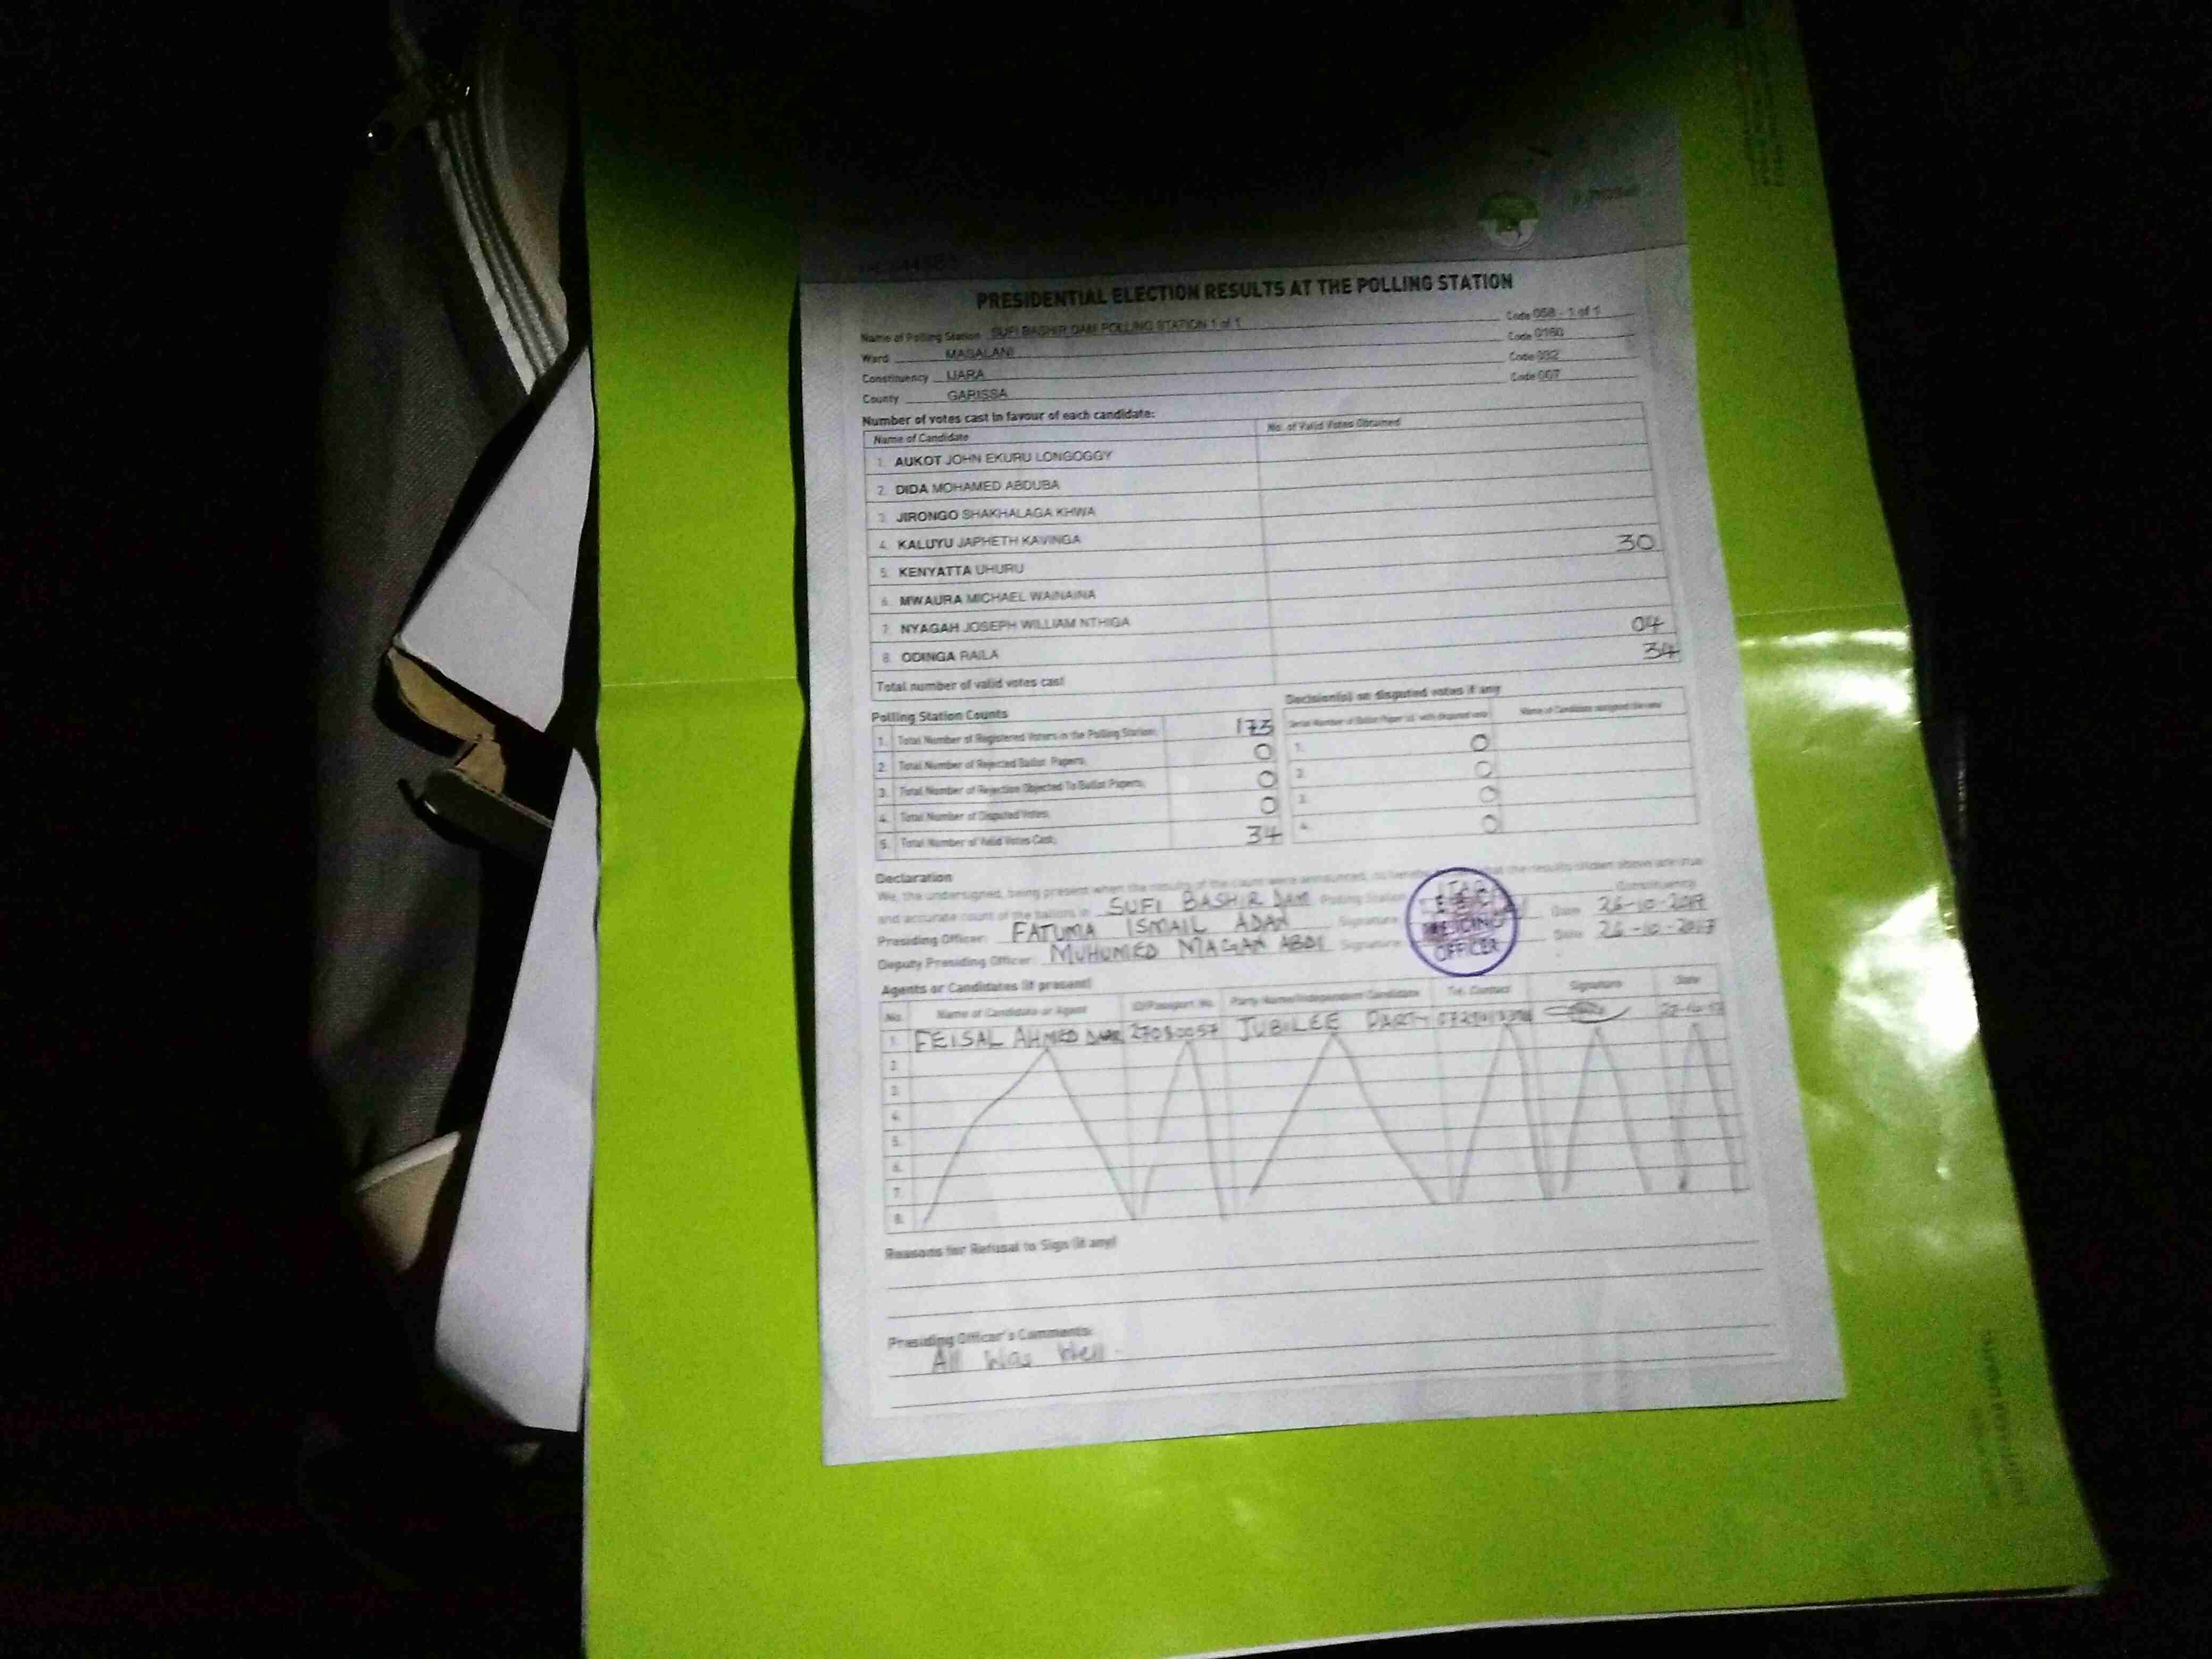 PRESIDENTIAL ELECTION RESULTS AT THE POLLING STATION
Name of Polling Station SUFI BASHIR DAM POLLING STATION 1 of 1 Code 058 - 1 of 1
Ward MASALANI Code 0160
Constituency IJARA Code 032
County GARISSA Code 007
Number of votes cast in favour of each candidate:
Name of Candidate No. of Valid Votes Obtained
1. AUKOT JOHN EKURU LONGOGGY
2. DIDA MOHAMED ABDUBA
3. JIRONGO SHAKHALAGA KHWA
4. KALUYU JAPHETH KAVINGA
5. KENYATTA UHURU 30
6. MWAURA MICHAEL WAINAINA
7. NYAGAH JOSEPH WILLIAM NTHIGA
8. ODINGA RAILA 04
Total number of valid votes cast 34
Polling Station Counts
1. Total Number of Registered Voters in the Polling Station: 173
2. Total Number of Rejected Ballot Papers: 0
3. Total Number of Rejection Objected To Ballot Papers: 0
4. Total Number of Disputed Votes: 0
5. Total Number of Valid Votes Cast: 34
Decision(s) on disputed votes if any
Serial Number of Ballot Paper (s) with disputed vote Name of Candidate assigned the vote
1. 0
2. 0
3. 0
4. 0
Declaration
We, the undersigned, being present when the results of the count were announced, do hereby that the results shown above are true
and accurate count of the ballots in SUFI BASHIR DAM Polling Station Constituency
Presiding Officer: FATUMA ISMAIL ADAN Signature Date 26-10-2017
Deputy Presiding Officer: MUHUMED MAGAN ABDI Signature Date 26-10-2017
PRESIDING
OFFICER
Agents or Candidates (if present)
No. Name of Candidate or Agent ID/Passport No. Party Name/Independent Candidate Tel. Contact Signature Date
1. FEISAL AHMED 27080057 JUBILEE PARTY
2.
3.
4.
5.
6.
7.
8.
Reasons for Refusal to Sign (if any)
Presiding Officer's Comments:
All Was Well.